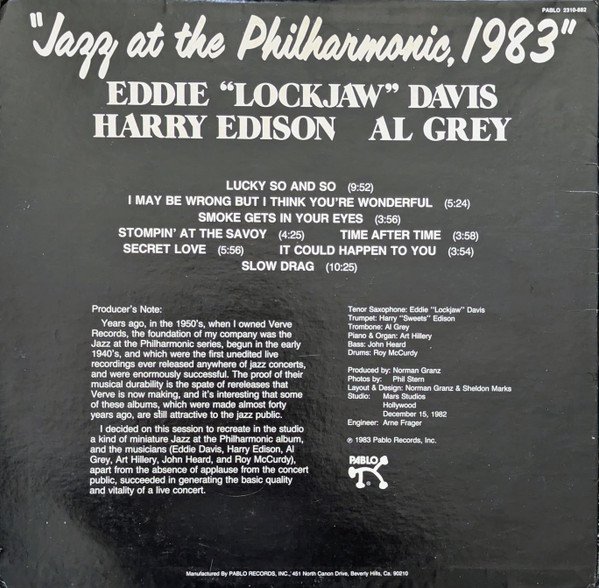 PABLO 2310-882
"Jazz at the Philharmonic, 1983"
EDDIE "LOCKJAW" DAVIS
HARRY EDISON AL GREY
LUCKY SO AND SO (9:52)
I MAY BE WRONG BUT I THINK YOU'RE WONDERFUL (5:24)
SMOKE GETS IN YOUR EYES (3:56)
STOMPIN' AT THE SAVOY (4:25) TIME AFTER TIME (3:58)
SECRET LOVE (5:56) IT COULD HAPPEN TO YOU (3:54)
SLOW DRAG (10:25)
Producer's Note:
Years ago, in the 1950's, when I owned Verve
Records, the foundation of my company was the
Jazz at the Philharmonic series, begun in the early
1940's, and which were the first unedited live
recordings ever released anywhere of jazz concerts,
and were enormously successful. The proof of their
musical durability is the spate of rereleases that
Verve is now making, and it's interesting that some
of these albums, which were made almost forty
years ago, are still attractive to the jazz public.
I decided on this session to recreate in the studio
a kind of miniature Jazz at the Philharmonic album,
and the musicians (Eddie Davis, Harry Edison, Al
Grey, Art Hillery, John Heard, and Roy McCurdy),
apart from the absence of applause from the concert
public, succeeded in generating the basic quality
and vitality of a live concert.
Tenor Saxophone: Eddie "Lockjaw" Davis
Trumpet: Harry "Sweets" Edison
Trombone: Al Grey
Piano & Organ: Art Hillery
Bass: John Heard
Drums: Roy McCurdy
Produced by: Norman Granz
Photos by: Phil Stern
Layout & Design: Norman Granz & Sheldon Marks
Studio: Mars Studios
Hollywood
December 15, 1982
Engineer: Arne Frager
℗ 1983 Pablo Records, Inc.
PABLO
Manufactured By PABLO RECORDS, INC., 451 North Canon Drive, Beverly Hills, Ca. 90210